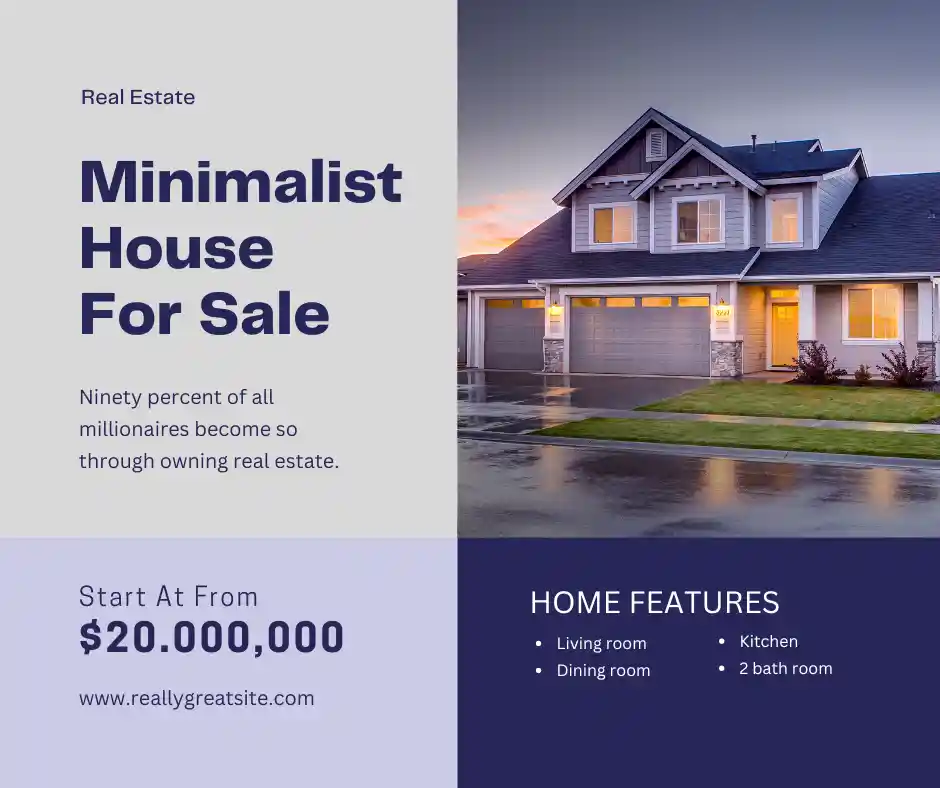 Real Estate
Minimalist
House
For Sale
Ninety percent of all
millionaires become so
through owning real estate.
Start At From
$20.000,000
www.reallygreatsite.com
HOME FEATURES
• Living room
• Dining room
• Kitchen
• 2 bath room